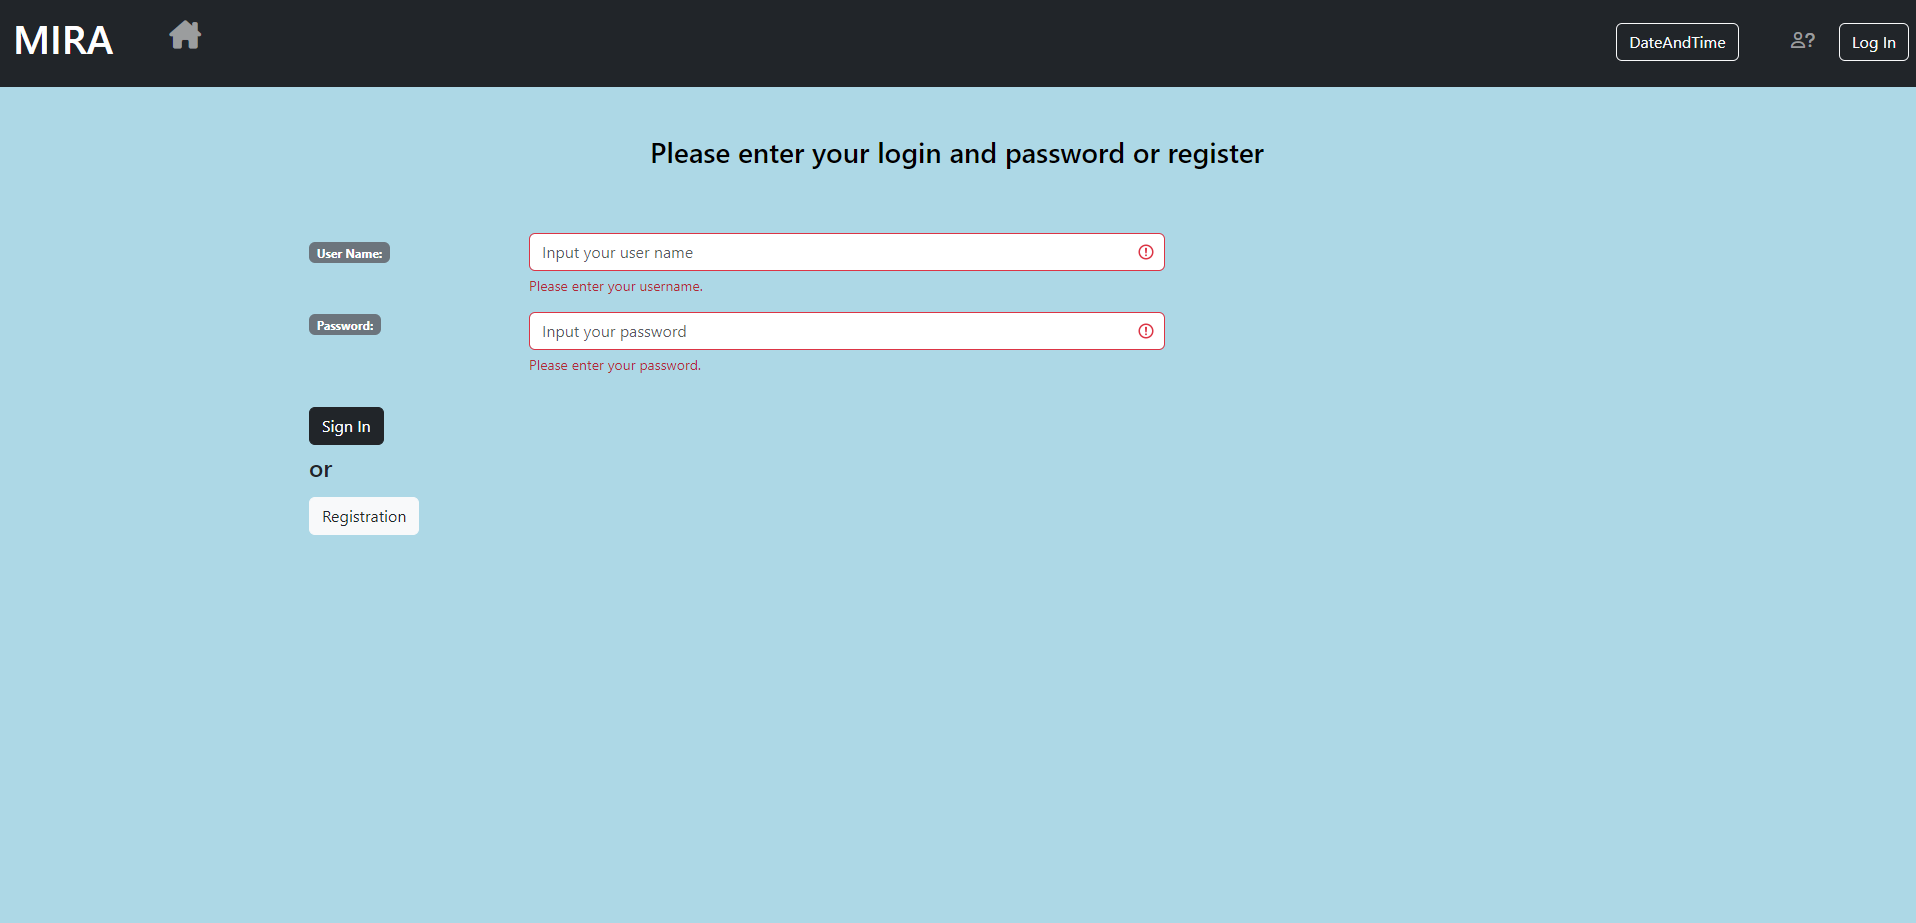 MIRA
DateAndTime
?
Log In
Please enter your login and password or register
User Name:
Input your user name
Please enter your username.
Password:
Input your password
Please enter your password.
Sign In
or
Registration